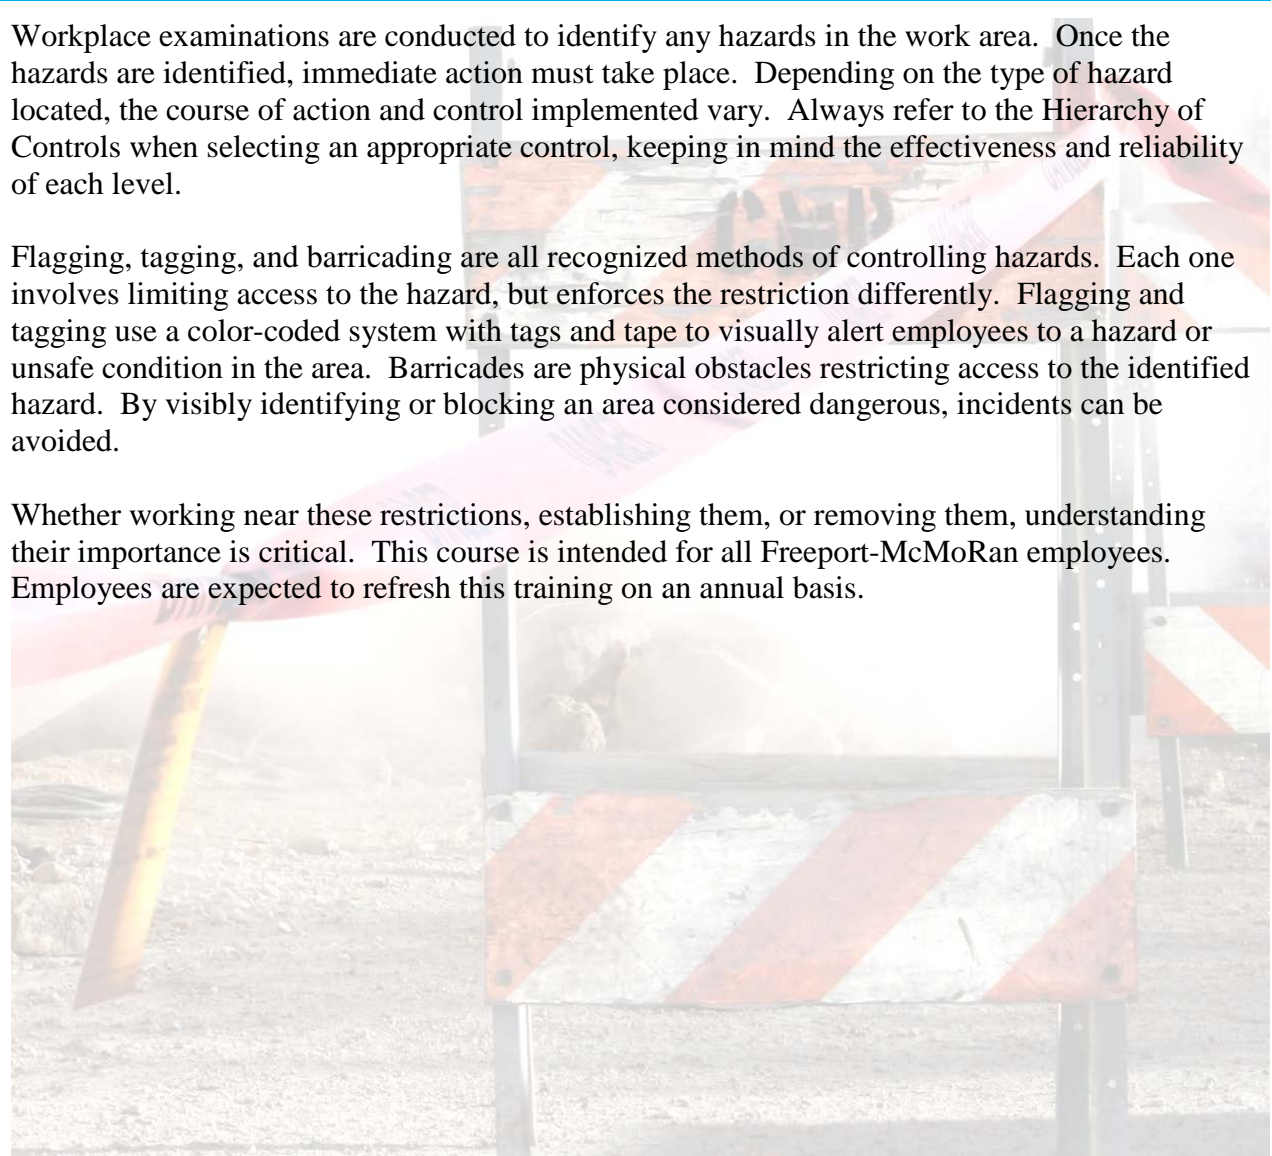 Workplace examinations are conducted to identify any hazards in the work area.  Once the
hazards are identified, immediate action must take place.  Depending on the type of hazard
located, the course of action and control implemented vary.  Always refer to the Hierarchy of
Controls when selecting an appropriate control, keeping in mind the effectiveness and reliability
of each level.

Flagging, tagging, and barricading are all recognized methods of controlling hazards.  Each one
involves limiting access to the hazard, but enforces the restriction differently.  Flagging and
tagging use a color-coded system with tags and tape to visually alert employees to a hazard or
unsafe condition in the area.  Barricades are physical obstacles restricting access to the identified
hazard.  By visibly identifying or blocking an area considered dangerous, incidents can be
avoided.

Whether working near these restrictions, establishing them, or removing them, understanding
their importance is critical.  This course is intended for all Freeport-McMoRan employees.
Employees are expected to refresh this training on an annual basis.